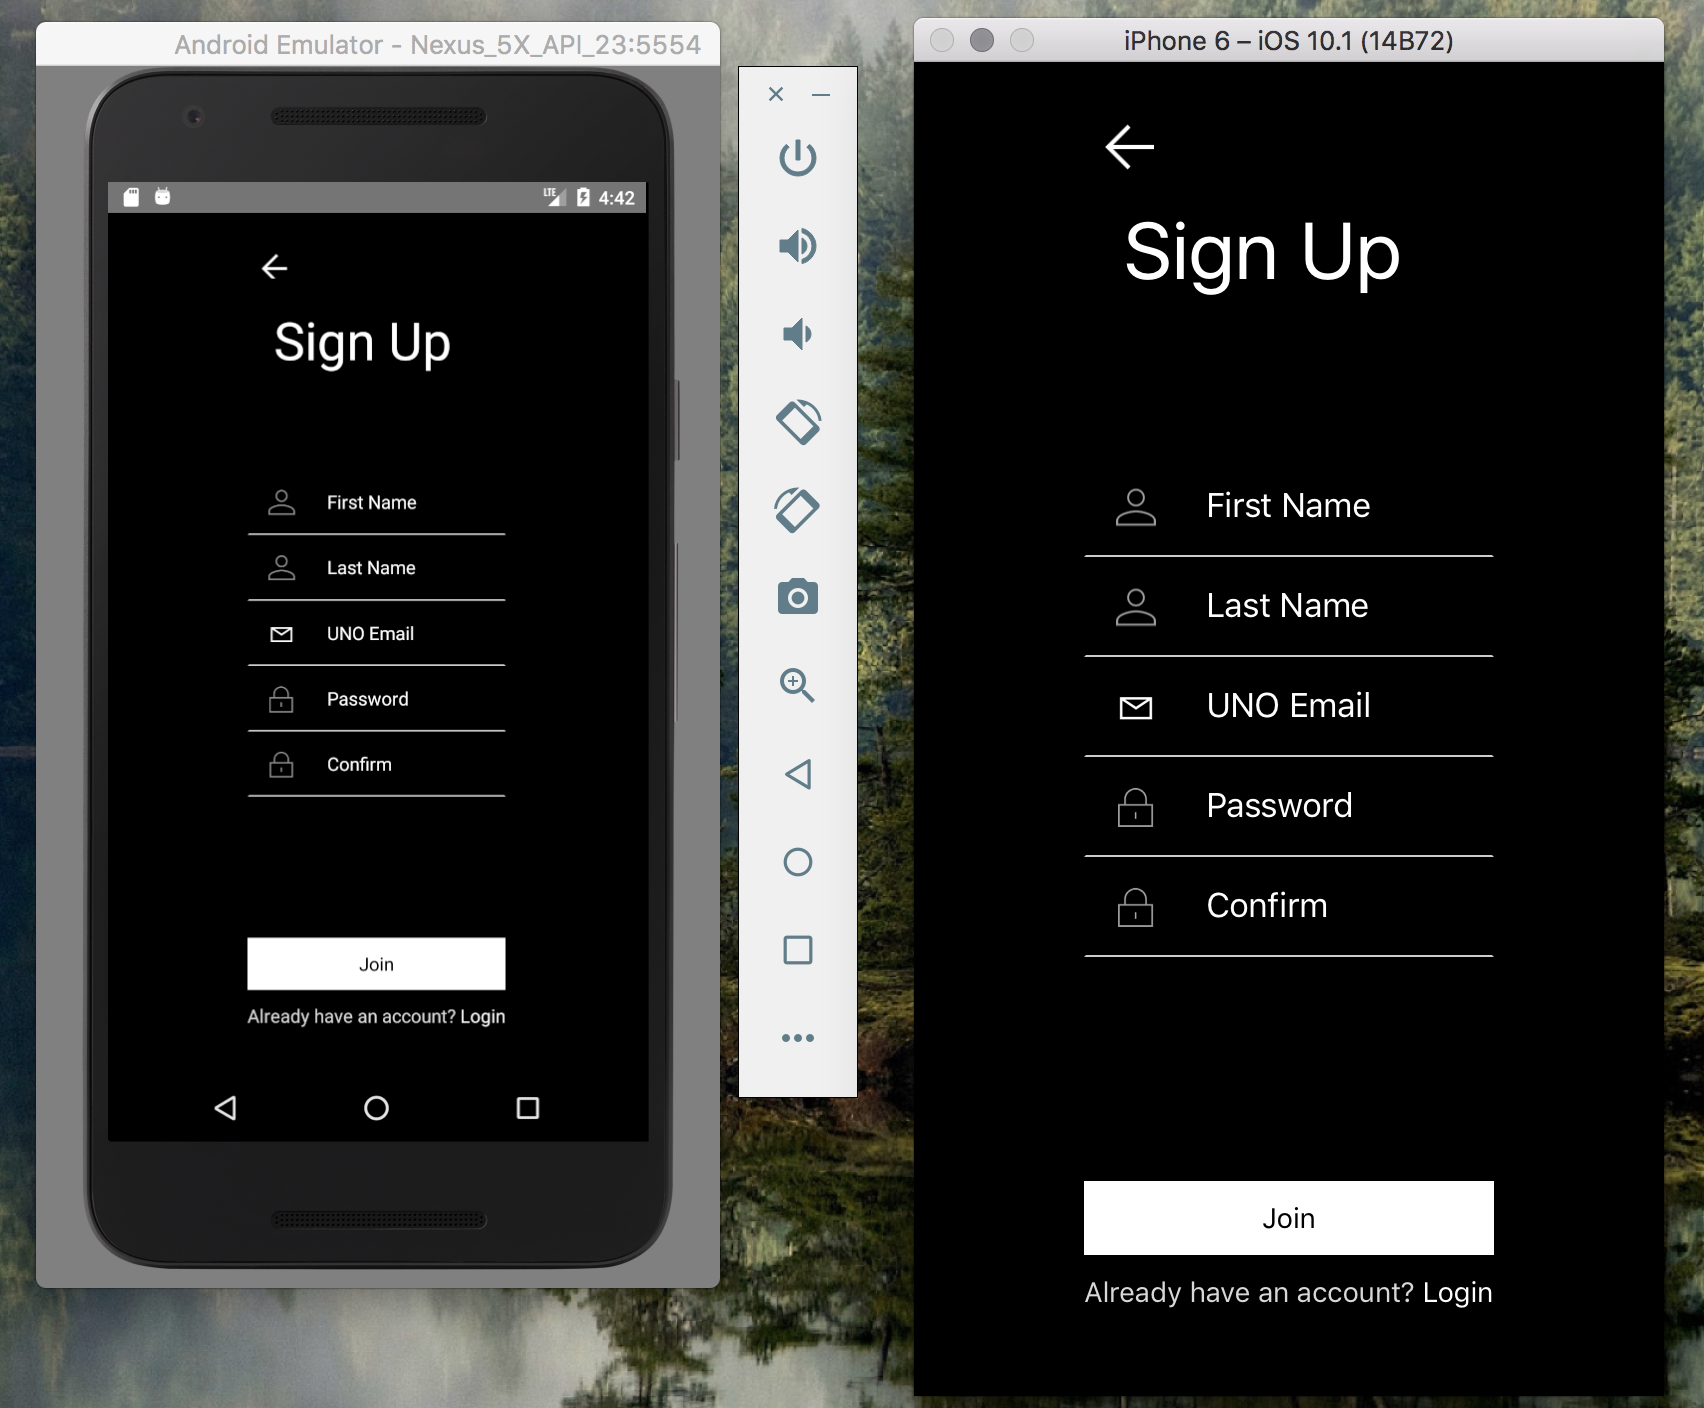 Android Emulator - Nexus_5X_API_23:5554
LTE 4:42
Sign Up
First Name
Last Name
UNO Email
Password
Confirm
Join
Already have an account? Login
iPhone 6 – iOS 10.1 (14B72)
Sign Up
First Name
Last Name
UNO Email
Password
Confirm
Join
Already have an account? Login